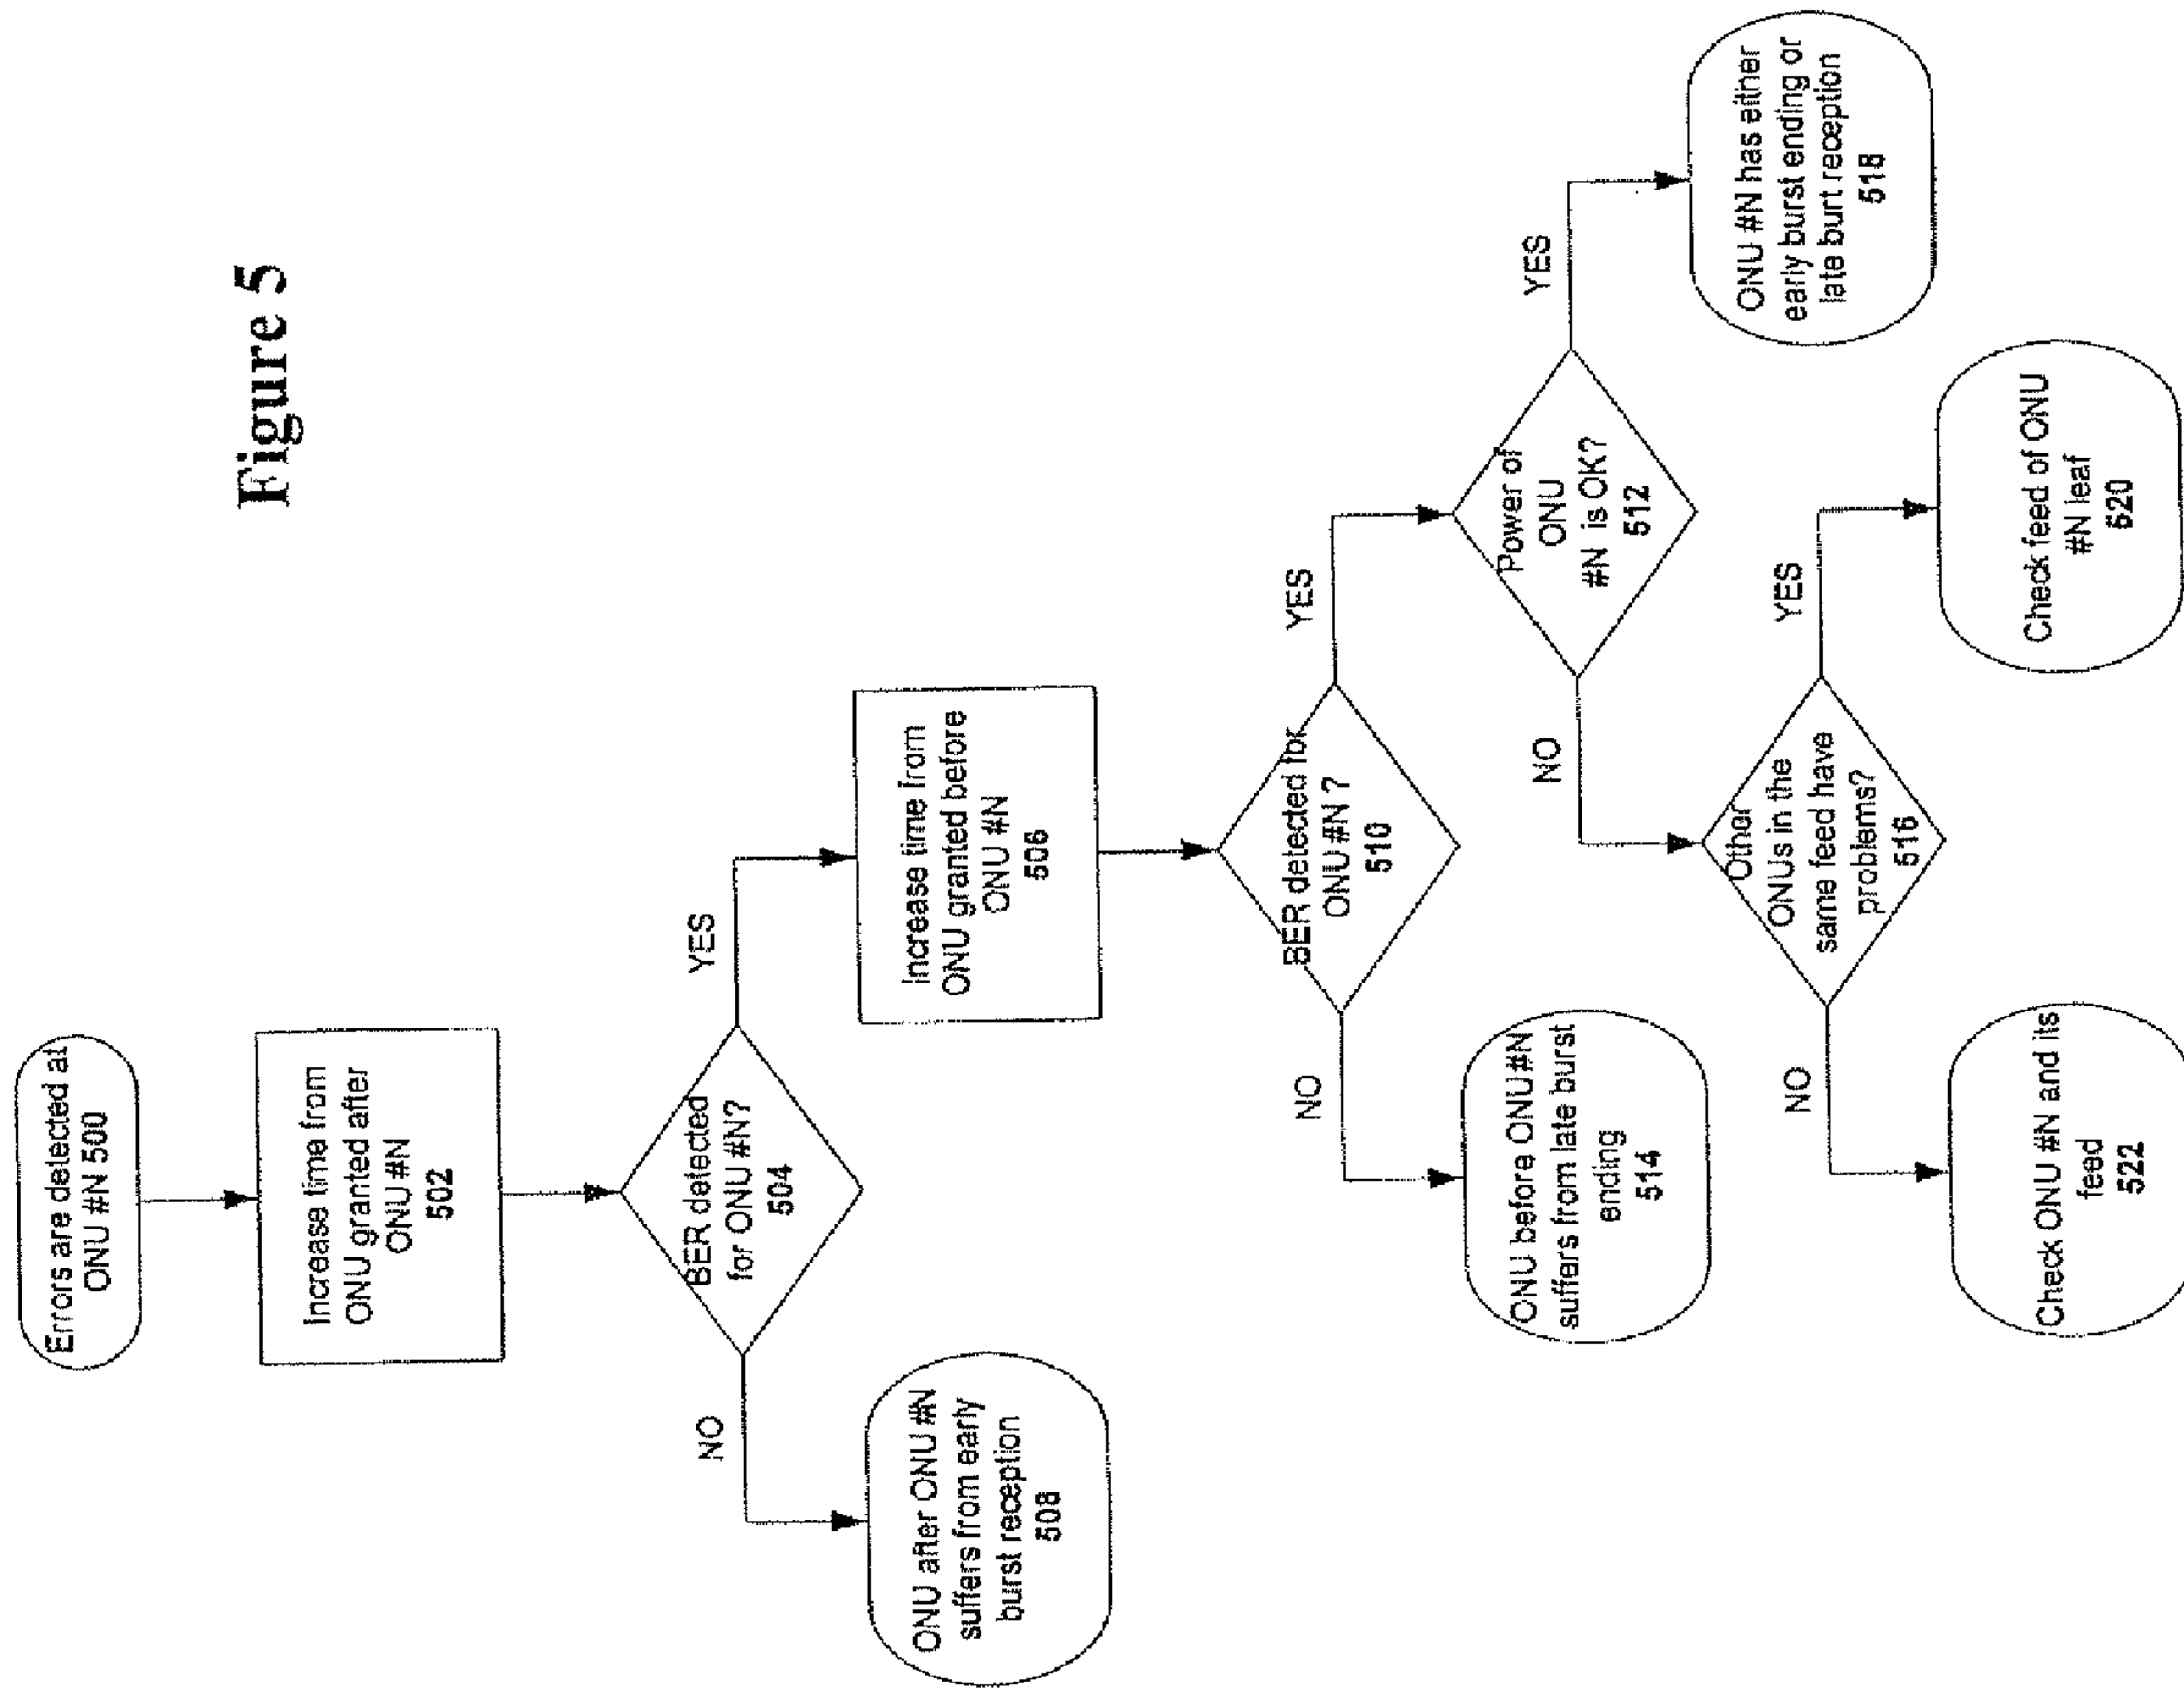 Figure 5
Errors are detected at
ONU #N 500
Increase time from
ONU granted after
ONU #N
502
BER detected
for ONU #N?
504
NO
YES
ONU after ONU #N
suffers from early
burst reception
508
Increase time from
ONU granted before
ONU #N
506
BER detected for
ONU #N ?
510
NO
YES
ONU before ONU#N
suffers from late burst
ending
514
Power of
ONU
#N is OK?
512
NO
YES
Other
ONUs in the
same feed have
problems?
516
ONU #N has either
early burst ending or
late burt reception
518
NO
YES
Check ONU #N and its
feed
522
Check feed of ONU
#N leaf
520